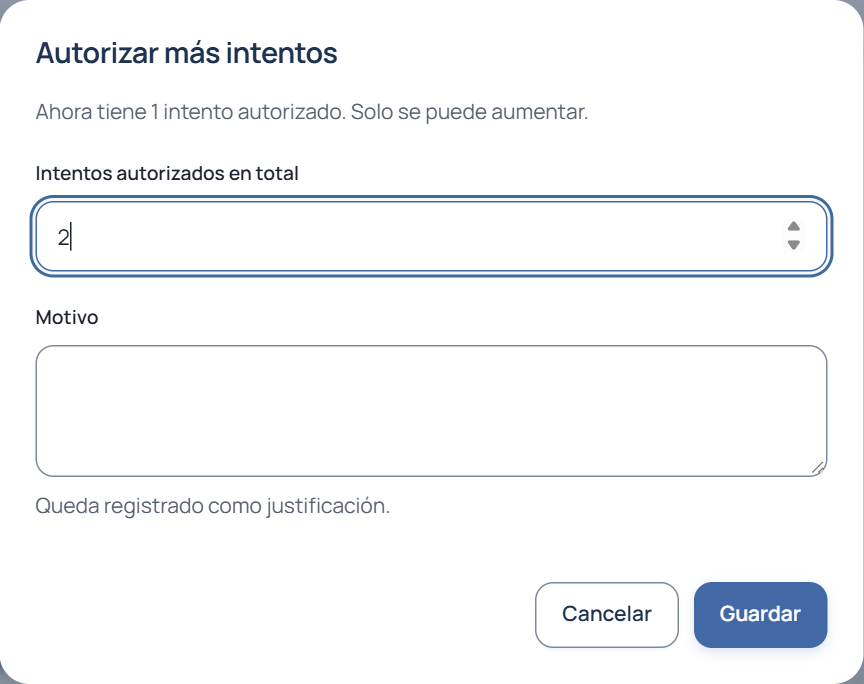 Autorizar más intentos
Ahora tiene 1 intento autorizado. Solo se puede aumentar.
Intentos autorizados en total
2
Motivo
Queda registrado como justificación.
Cancelar
Guardar